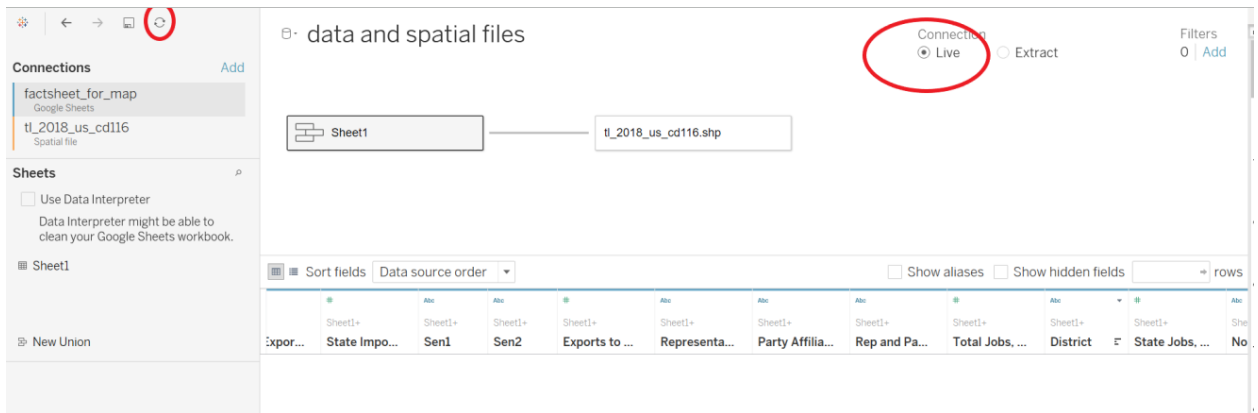 data and spatial files
Connection
Live
Extract
Filters
0 Add
Connections
Add
factsheet_for_map
Google Sheets
tl_2018_us_cd116
Spatial file
Sheet1
tl_2018_us_cd116.shp
Sheets
Use Data Interpreter
Data Interpreter might be able to
clean your Google Sheets workbook.
Sheet1
New Union
Sort fields Data source order
Show aliases
Show hidden fields
rows
# Abc Abc # Abc Abc Abc # Abc # Abc
Sheet1+ Sheet1+ Sheet1+ Sheet1+ Sheet1+ Sheet1+ Sheet1+ Sheet1+ Sheet1+ Sheet1+ She
Expor... State Impo... Sen1 Sen2 Exports to ... Representa... Party Affilia... Rep and Pa... Total Jobs, ... District State Jobs, ... No